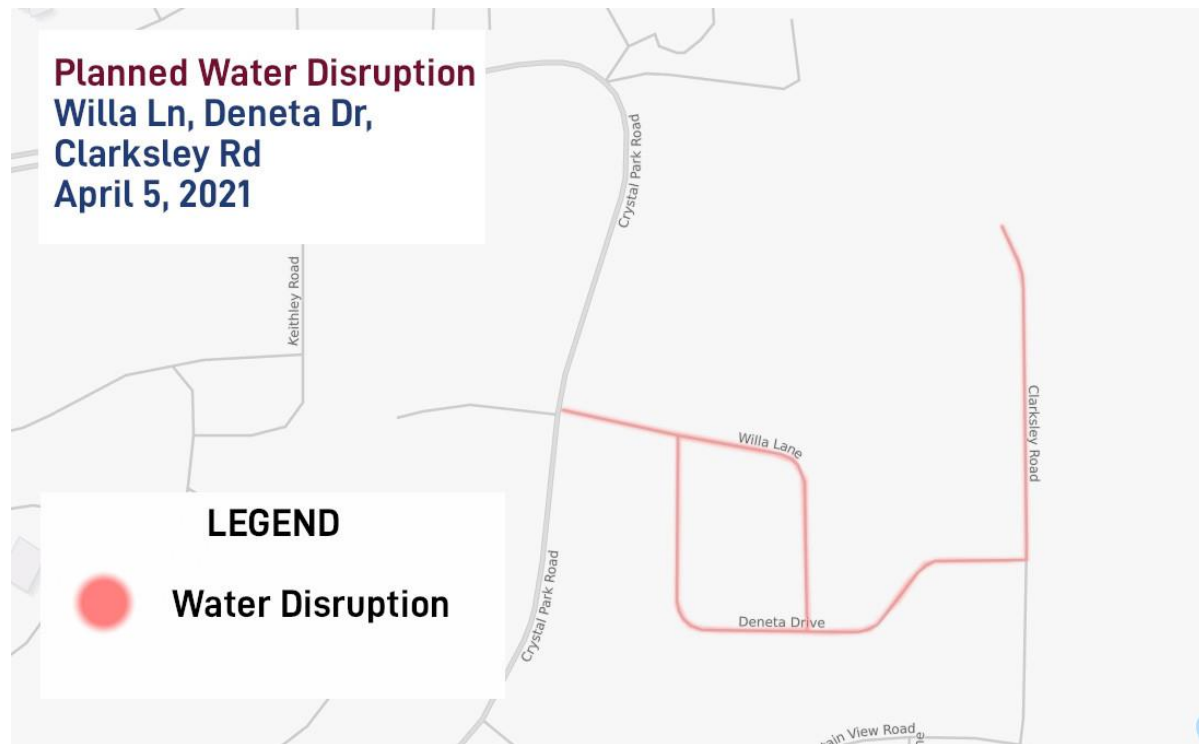 Planned Water Disruption
Willa Ln, Deneta Dr,
Clarksley Rd
April 5, 2021
Crystal Park Road
Keithley Road
Clarksley Road
Willa Lane
LEGEND
Water Disruption
Crystal Park Road
Deneta Drive
View Road